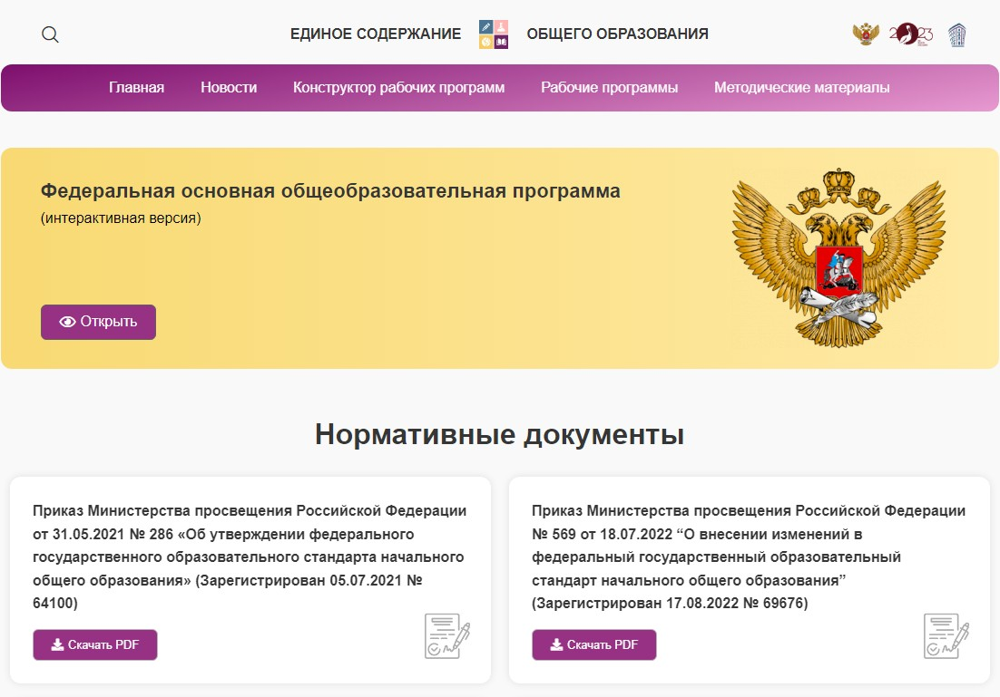 ЕДИНОЕ СОДЕРЖАНИЕ ОБЩЕГО ОБРАЗОВАНИЯ
2023
Главная Новости Конструктор рабочих программ Рабочие программы Методические материалы
Федеральная основная общеобразовательная программа
(интерактивная версия)
Открыть
Нормативные документы
Приказ Министерства просвещения Российской Федерации
от 31.05.2021 № 286 «Об утверждении федерального
государственного образовательного стандарта начального
общего образования» (Зарегистрирован 05.07.2021 №
64100)
Скачать PDF
Приказ Министерства просвещения Российской Федерации
№ 569 от 18.07.2022 “О внесении изменений в
федеральный государственный образовательный
стандарт начального общего образования”
(Зарегистрирован 17.08.2022 № 69676)
Скачать PDF